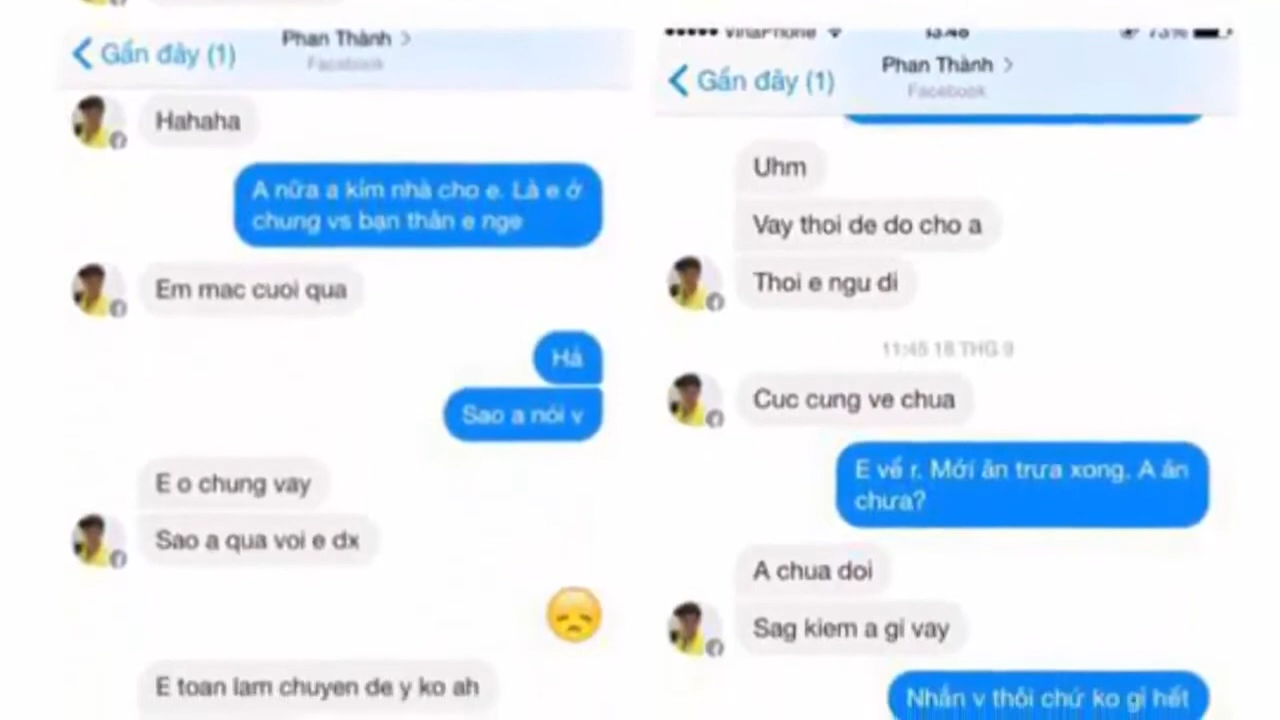 Gần đây (1)
Phan Thành
Facebook
Hahaha
A nữa a kím nhà cho e. Là e ở
chung vs bạn thân e nge
Em mac cuoi qua
Hả
Sao a nói v
E o chung vay
Sao a qua voi e dx
E toan lam chuyen de y ko ah
VinaPhone
13:48
73%
Gần đây (1)
Phan Thành
Facebook
Uhm
Vay thoi de do cho a
Thoi e ngu di
11:45 18 THG 9
Cuc cung ve chua
E về r. Mới ăn trưa xong. A ăn
chưa?
A chua doi
Sag kiem a gi vay
Nhắn v thôi chứ ko gì hết